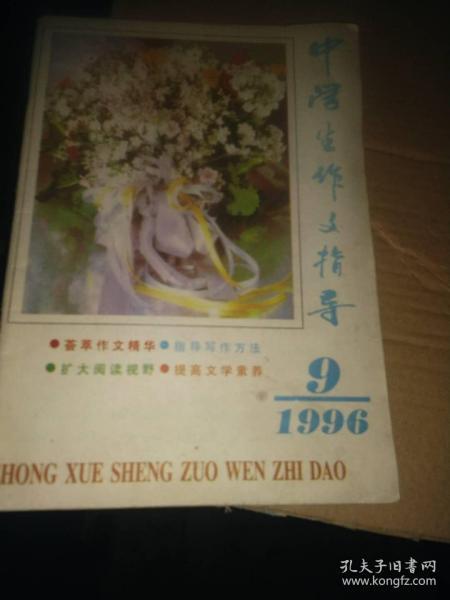 中学生作文指导
●荟萃作文精华●指导写作方法
●扩大阅读视野●提高文学素养
9
1996
HONG XUE SHENG ZUO WEN ZHI DAO
孔夫子旧书网
www.kongfz.com